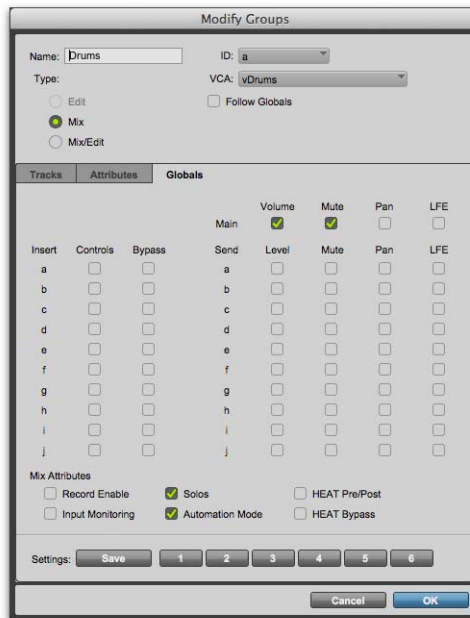 Modify Groups
Name: Drums ID: a
Type: VCA: vDrums
Edit Follow Globals
Mix
Mix/Edit
Tracks Attributes Globals
Volume Mute Pan LFE
Main
Insert Controls Bypass Send Level Mute Pan LFE
a a
b b
c c
d d
e e
f f
g g
h h
i i
j j
Mix Attributes
Record Enable Solos HEAT Pre/Post
Input Monitoring Automation Mode HEAT Bypass
Settings: Save 1 2 3 4 5 6
Cancel OK